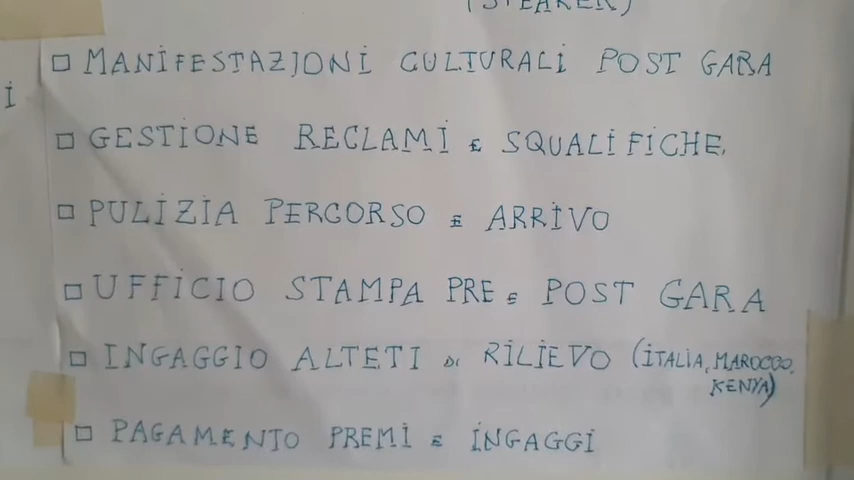 (SPEAKER)
□ MANIFESTAZIONI CULTURALI POST GARA
I
□ GESTIONE RECLAMI E SQUALIFICHE.
□ PULIZIA PERCORSO E ARRIVO
□ UFFICIO STAMPA PRE E POST GARA
□ INGAGGIO ALTETI DI RILIEVO (ITALIA, MAROCCO,
KENYA)
□ PAGAMENTO PREMI E INGAGGI